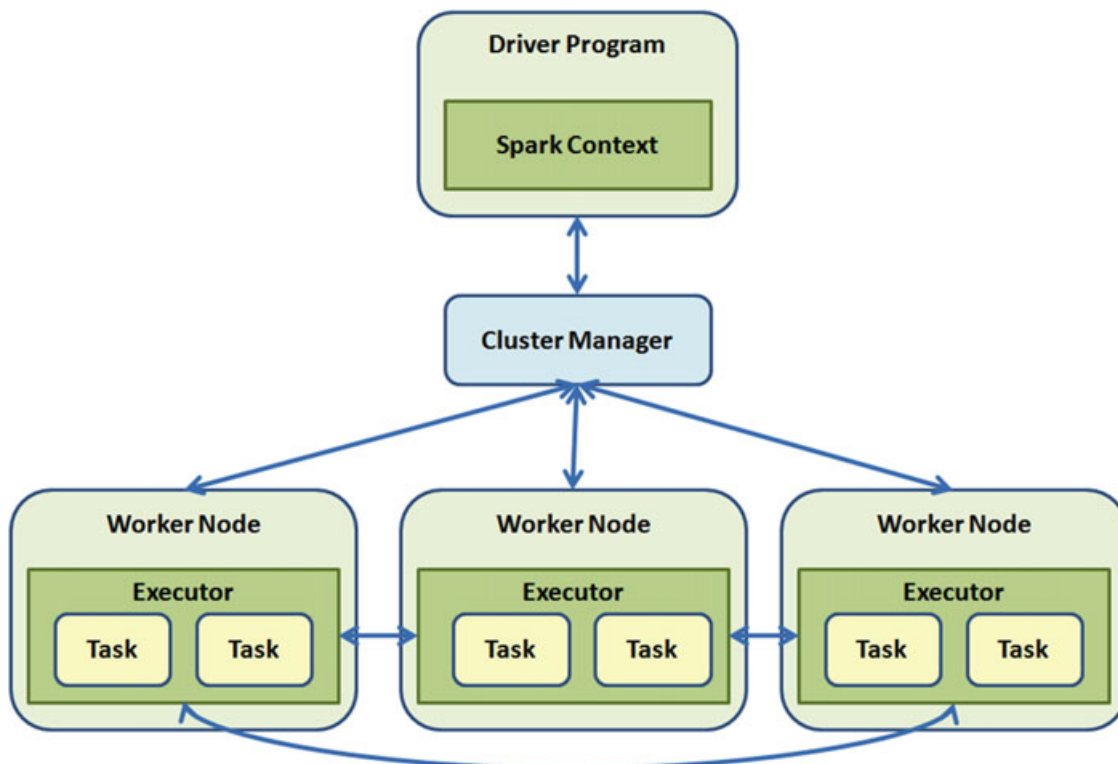 Driver Program
Spark Context
Cluster Manager
Worker Node
Executor
Task Task
Worker Node
Executor
Task Task
Worker Node
Executor
Task Task